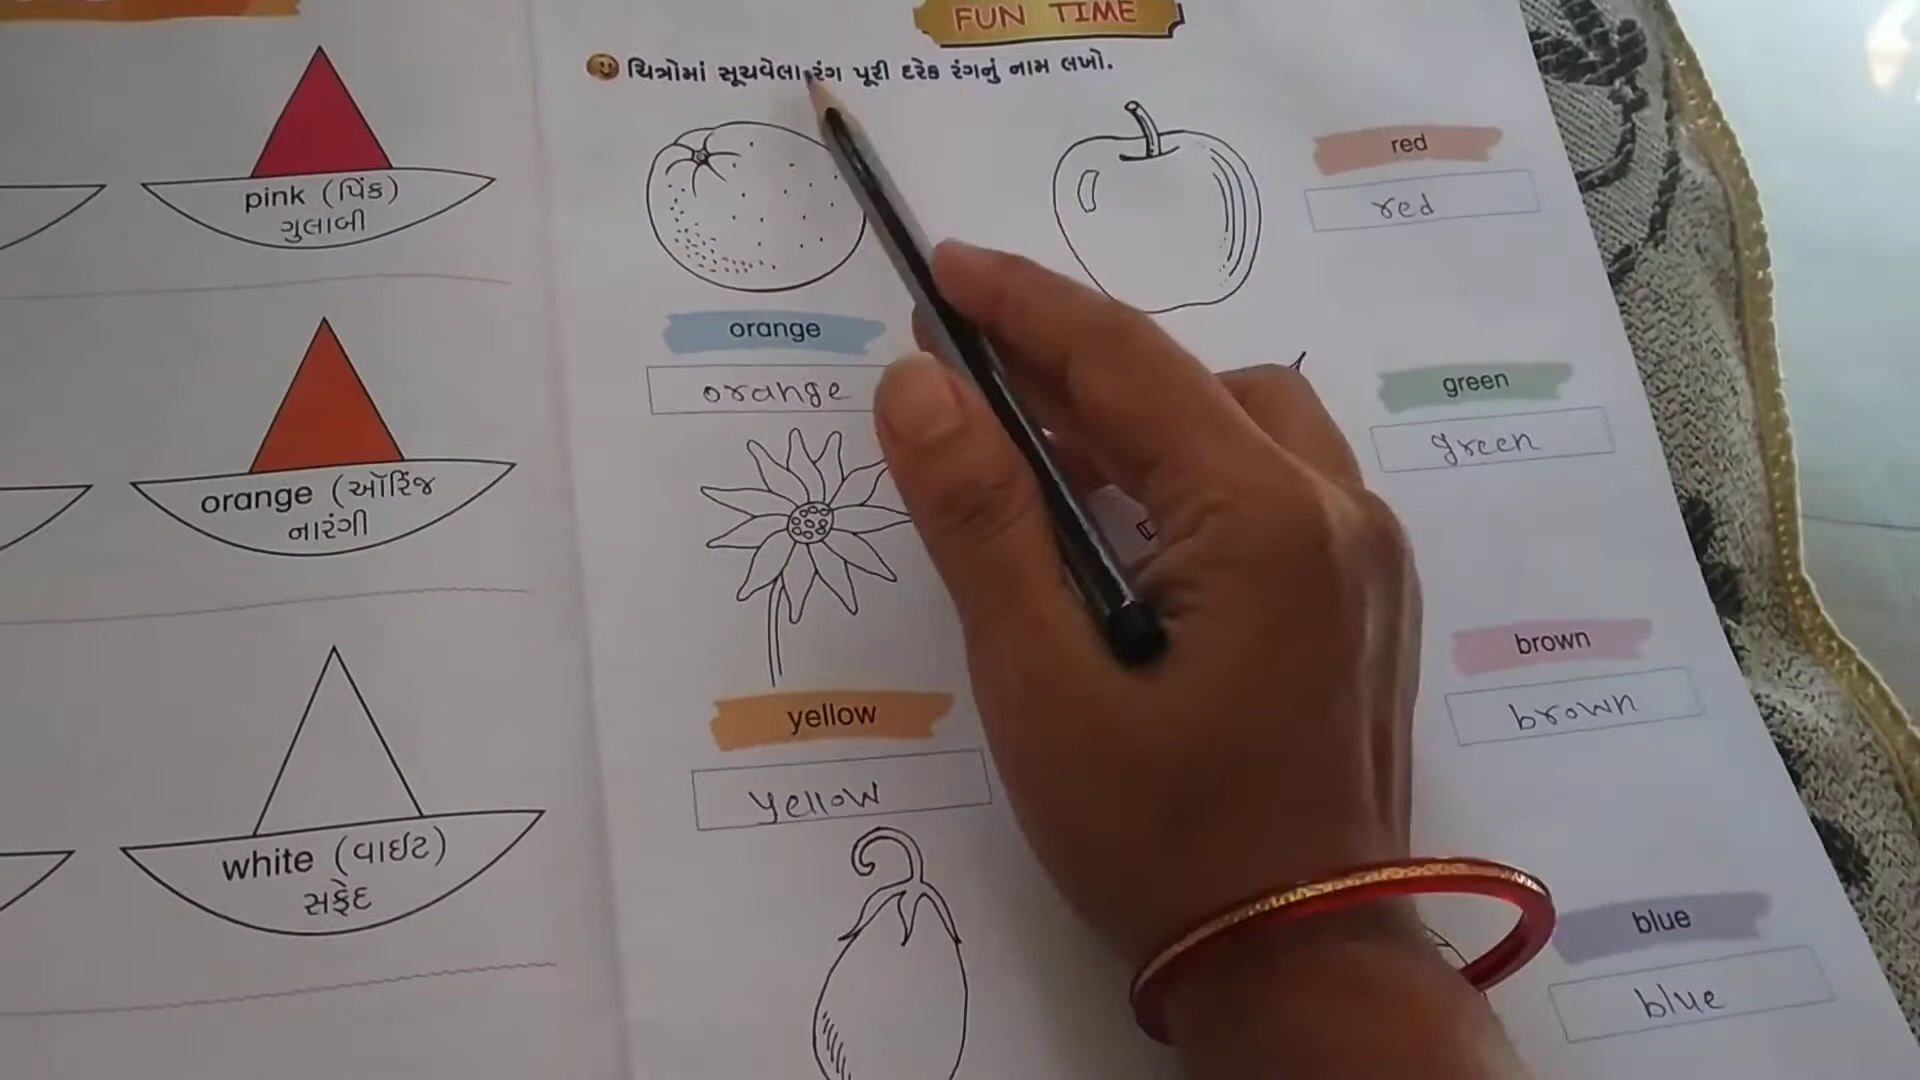 pink (પિંક)
ગુલાબી
orange (ઑરિંજ
નારંગી
white (વાઈટ)
સફેદ
FUN TIME
ચિત્રોમાં સૂચવેલા રંગ પૂરી દરેક રંગનું નામ લખો.
red
red
orange
orange
green
green
yellow
yellow
brown
brown
blue
blue